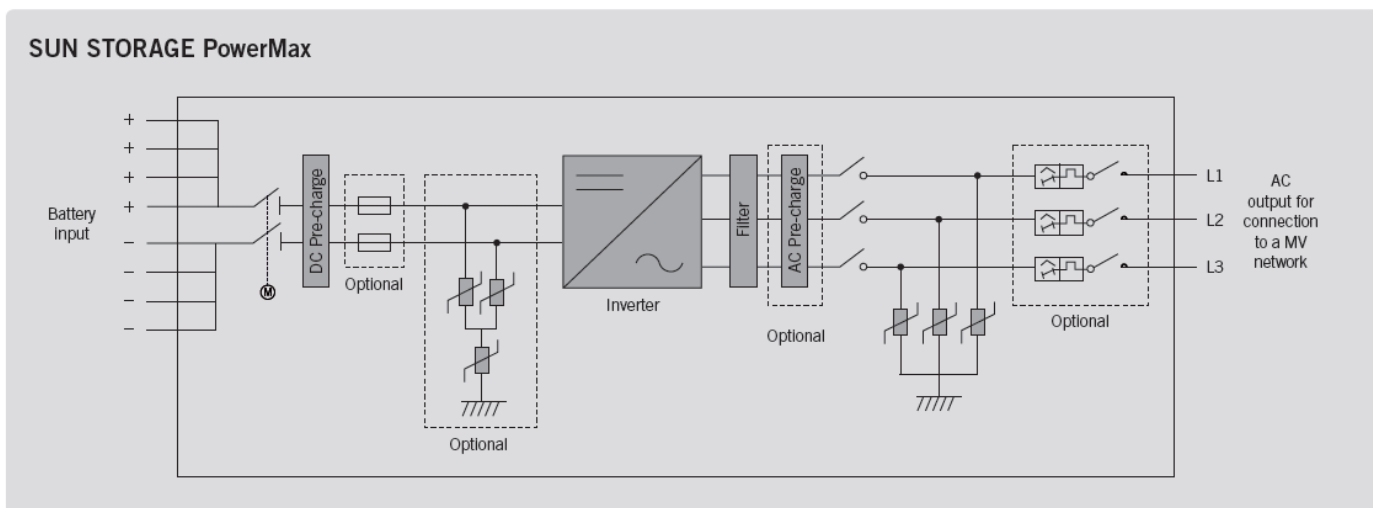 SUN STORAGE PowerMax
+
+
+
+
Battery
input
–
–
–
–
M
DC Pre-charge
Optional
Optional
Inverter
Filter
AC Pre-charge
Optional
Optional
L1
L2
L3
AC
output for
connection
to a MV
network